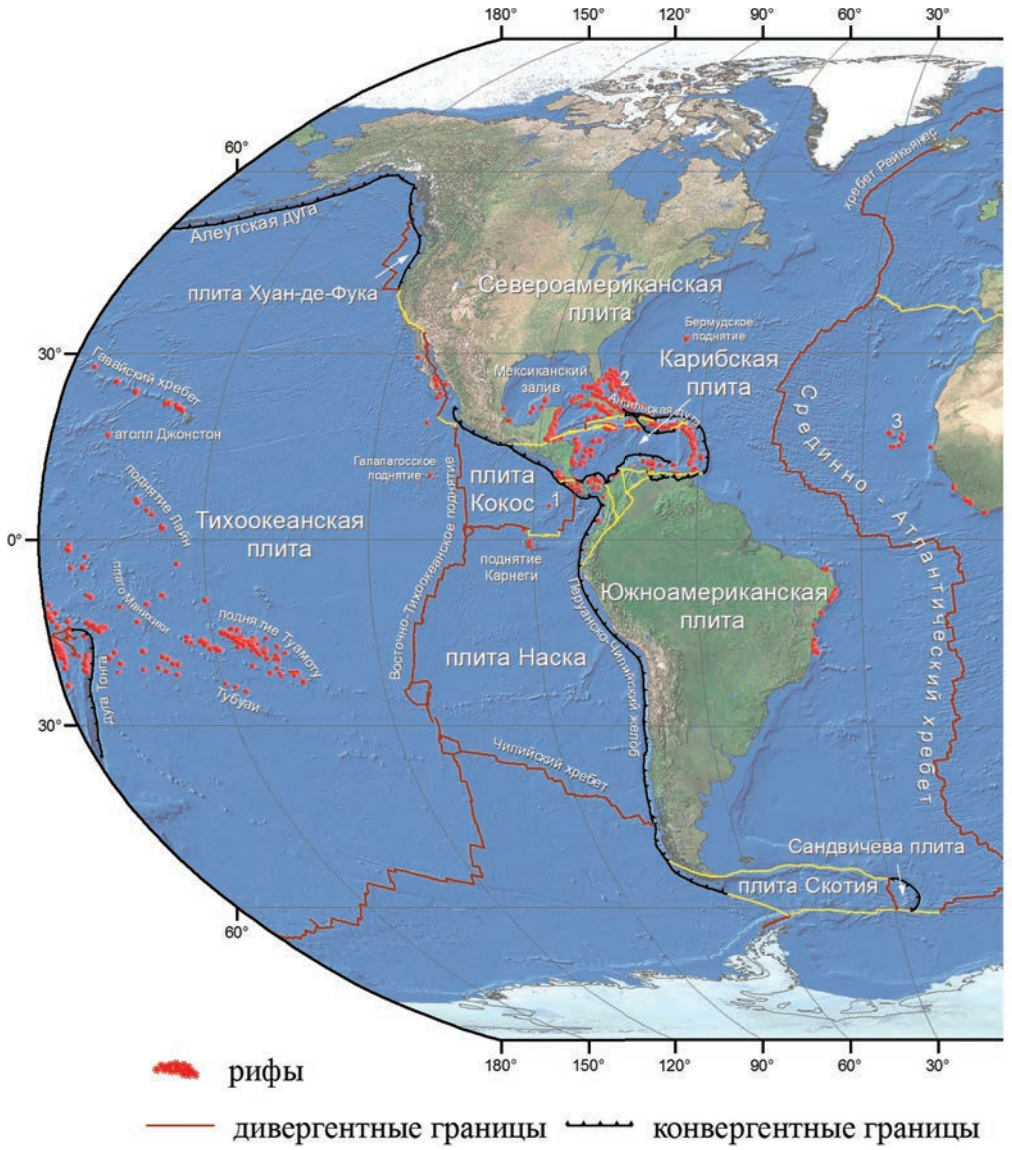 180° 150° 120° 90° 60° 30°
60°
хребет Рейкьянес
Алеутская дуга
плита Хуан-де-Фука
Североамериканская
плита
Бермудское
поднятие
30°
Гавайский хребет
Мексиканский
залив
2
Карибская
плита
Антильская дуга
атолл Джонстон
3
Срединно - Атлантический хребет
Галапагосское
поднятие
плита
Кокос
1
поднятие Лайн
Тихоокеанская
плита
0°
Восточно-Тихоокеанское поднятие
поднятие
Карнеги
плато Манихики
поднятие Туамоту
Перуанско-Чилийский желоб
Южноамериканская
плита
плита Наска
дуга Тонга
Тубуаи
30°
Чилийский хребет
Сандвичева плита
плита Скотия
60°
180° 150° 120° 90° 60° 30°
рифы
дивергентные границы
конвергентные границы